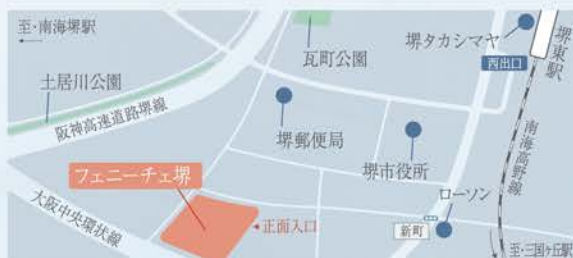 至・南海堺駅
瓦町公園
堺タカシマヤ
堺東駅
西出口
土居川公園
阪神高速道路堺線
堺郵便局
堺市役所
南海高野線
フェニーチェ堺
大阪中央環状線
正面入口
ローソン
新町
至・三国ヶ丘駅